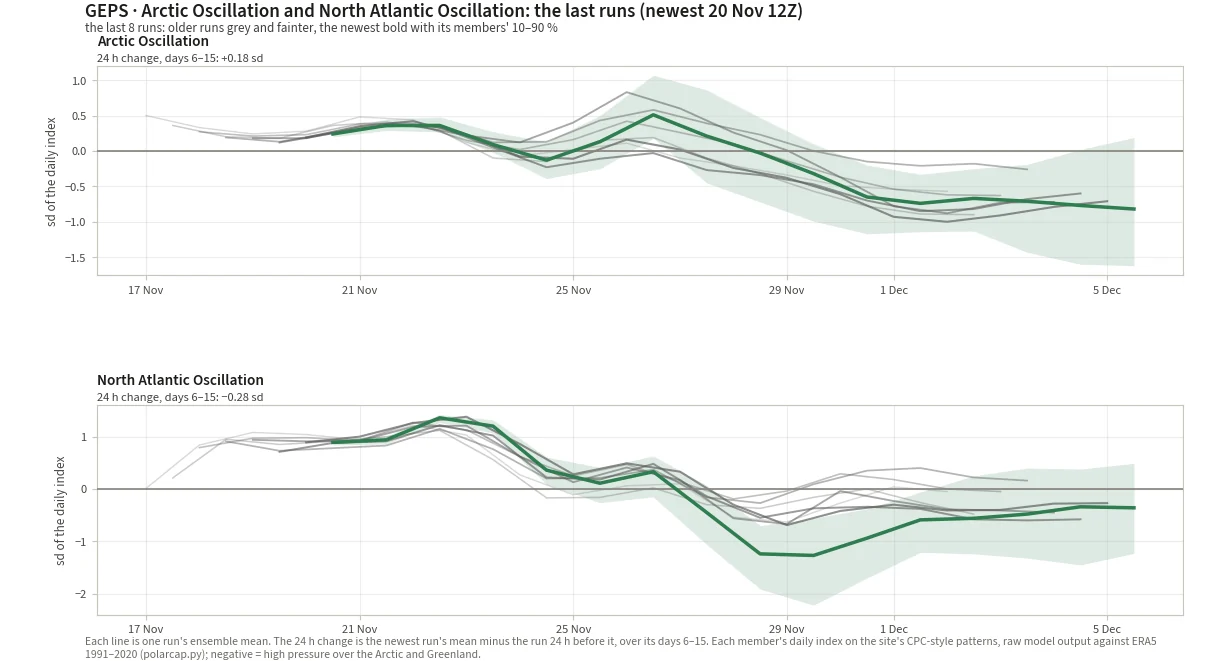 GEPS · Arctic Oscillation and North Atlantic Oscillation: the last runs (newest 20 Nov 12Z)
the last 8 runs: older runs grey and fainter, the newest bold with its members' 10–90 %
Arctic Oscillation
24 h change, days 6–15: +0.18 sd
1.0
0.5
0.0
−0.5
−1.0
−1.5
sd of the daily index
17 Nov 21 Nov 25 Nov 29 Nov 1 Dec 5 Dec
North Atlantic Oscillation
24 h change, days 6–15: −0.28 sd
1
0
−1
−2
sd of the daily index
17 Nov 21 Nov 25 Nov 29 Nov 1 Dec 5 Dec
Each line is one run's ensemble mean. The 24 h change is the newest run's mean minus the run 24 h before it, over its days 6–15. Each member's daily index on the site's CPC-style patterns, raw model output against ERA5
1991–2020 (polarcap.py); negative = high pressure over the Arctic and Greenland.